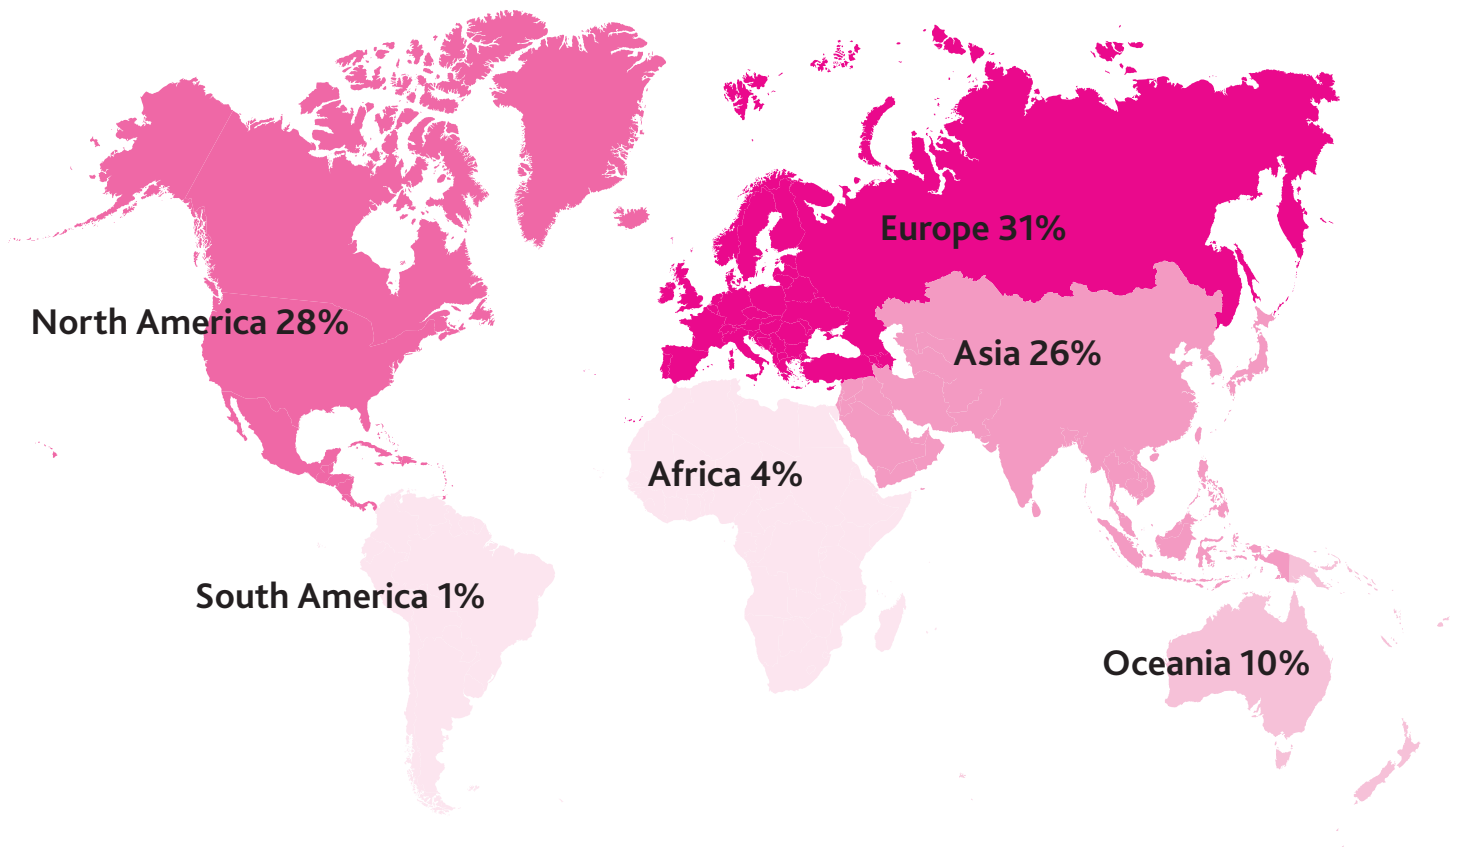 Europe 31%
North America 28%
Asia 26%
Africa 4%
South America 1%
Oceania 10%